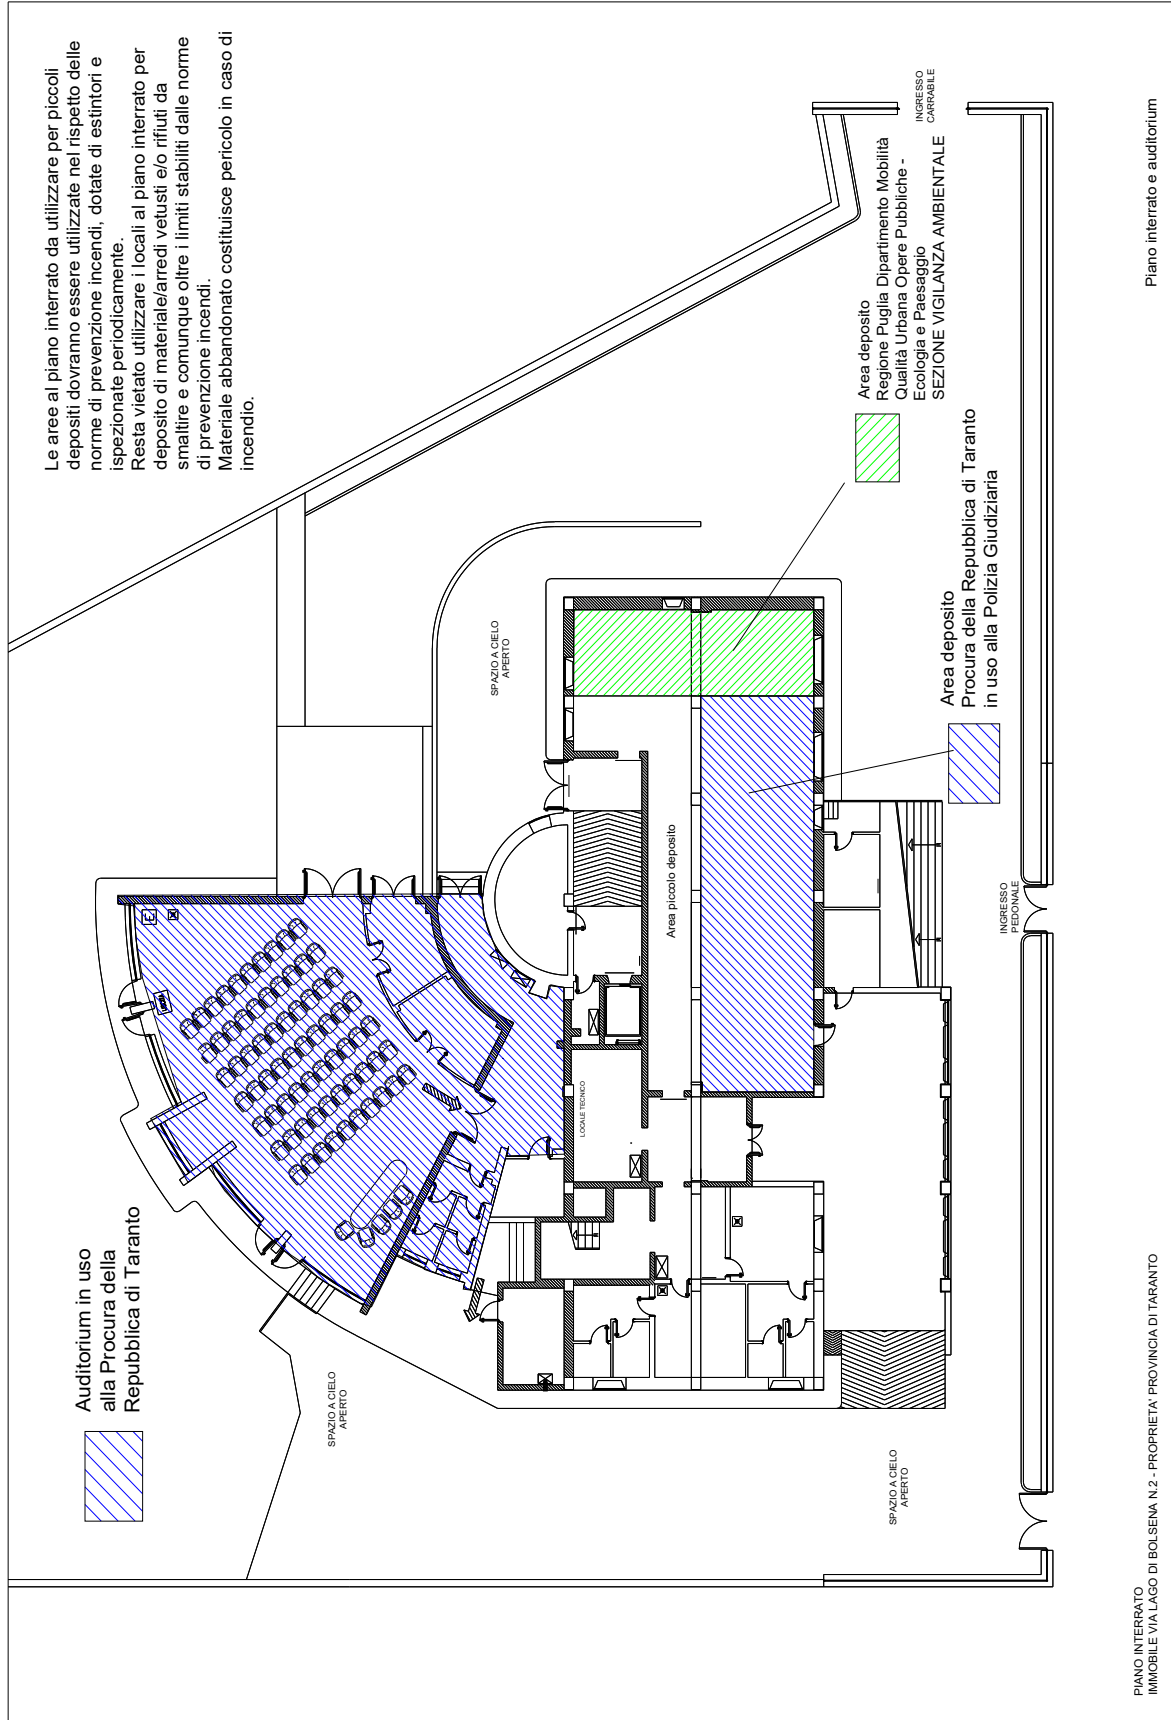 Le aree al piano interrato da utilizzare per piccoli
depositi dovranno essere utilizzate nel rispetto delle
norme di prevenzione incendi, dotate di estintori e
ispezionate periodicamente.
Resta vietato utilizzare i locali al piano interrato per
deposito di materiale/arredi vetusti e/o rifiuti da
smaltire e comunque oltre i limiti stabiliti dalle norme
di prevenzione incendi.
Materiale abbandonato costituisce pericolo in caso di
incendio.
Auditorium in uso
alla Procura della
Repubblica di Taranto
SPAZIO A CIELO
APERTO
SPAZIO A CIELO
APERTO
LOCALE TECNICO
Area piccolo deposito
Area deposito
Regione Puglia Dipartimento Mobilità
Qualità Urbana Opere Pubbliche -
Ecologia e Paesaggio
SEZIONE VIGILANZA AMBIENTALE
INGRESSO
CARRABILE
Area deposito
Procura della Repubblica di Taranto
in uso alla Polizia Giudiziaria
SPAZIO A CIELO
APERTO
INGRESSO
PEDONALE
PIANO INTERRATO
IMMOBILE VIA LAGO DI BOLSENA N.2 - PROPRIETA' PROVINCIA DI TARANTO
Piano interrato e auditorium